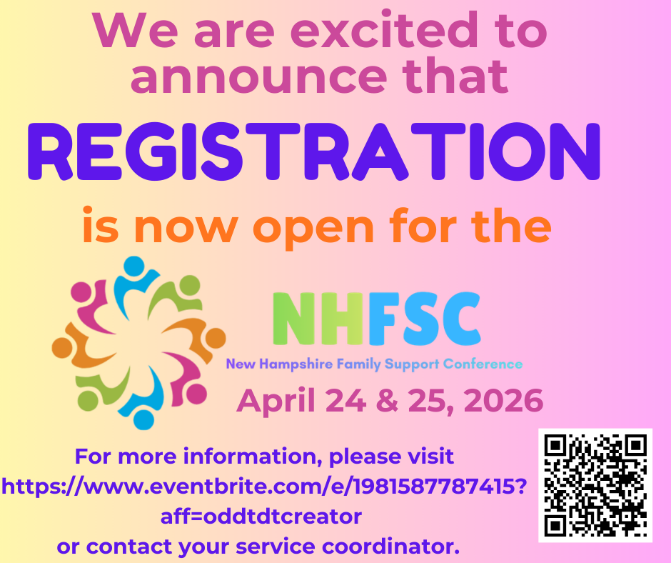 We are excited to
announce that
REGISTRATION
is now open for the
NHFSC
New Hampshire Family Support Conference
April 24 & 25, 2026
For more information, please visit
https://www.eventbrite.com/e/1981587787415?
aff=oddtdtcreator
or contact your service coordinator.